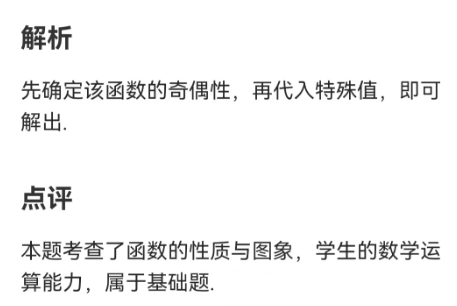 解析
先确定该函数的奇偶性，再代入特殊值，即可
解出.
点评
本题考查了函数的性质与图象，学生的数学运
算能力，属于基础题.